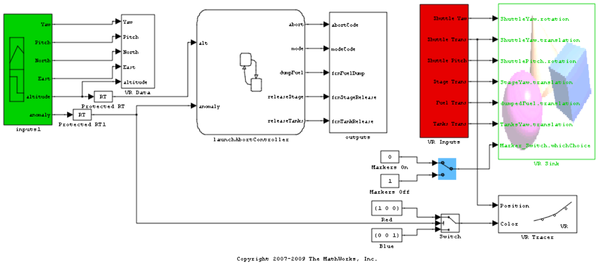 Yaw
Pitch
North
East
altitude
anomaly
inputs1
Yaw
Pitch
North
East
altitude
VR Data
RT
Protected RT
RT
Protected RT1
alt
anomaly
abort
mode
dumpFuel
releaseStage
releaseTanks
launchAbortController
abortCode
modeCode
fcnFuelDump
fcnStageRelease
fcnTanksRelease
outputs
Shuttle Yaw
Shuttle Trans
Shuttle Pitch
Stage Trans
Fuel Trans
Tanks Trans
VR Inputs
ShuttleYaw.rotation
ShuttleYaw.translation
ShuttlePitch.rotation
StageYaw.translation
DumpedFuel.translation
TanksYaw.translation
Marker_Switch.whichChoice
VR Sink
0
Markers On
1
Markers Off
[1 0 0]
Red
[0 0 1]
Blue
Switch
Position
Color
VR
VR Tracer
Copyright 2007-2009 The MathWorks, Inc.